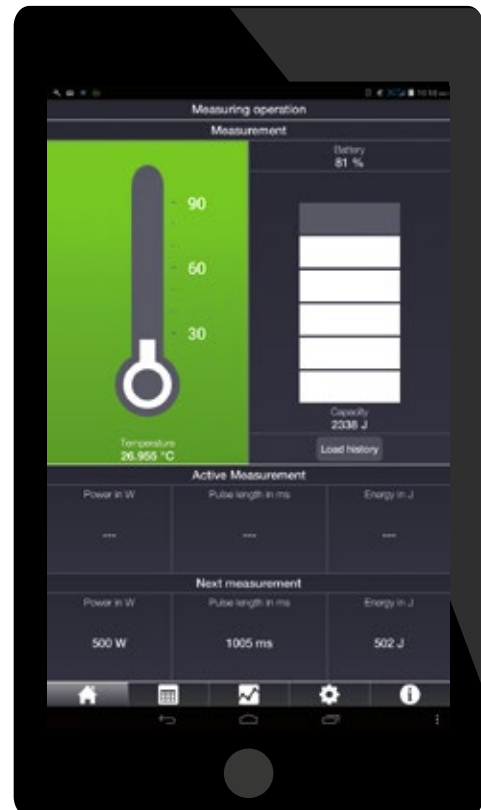 Measuring operation
Measurement
90
60
30
Temperature
26.955 °C
Battery
81 %
Capacity
2338 J
Load history
Active Measurement
Power in W Pulse length in ms Energy in J
--- --- ---
Next measurement
Power in W Pulse length in ms Energy in J
500 W 1005 ms 502 J